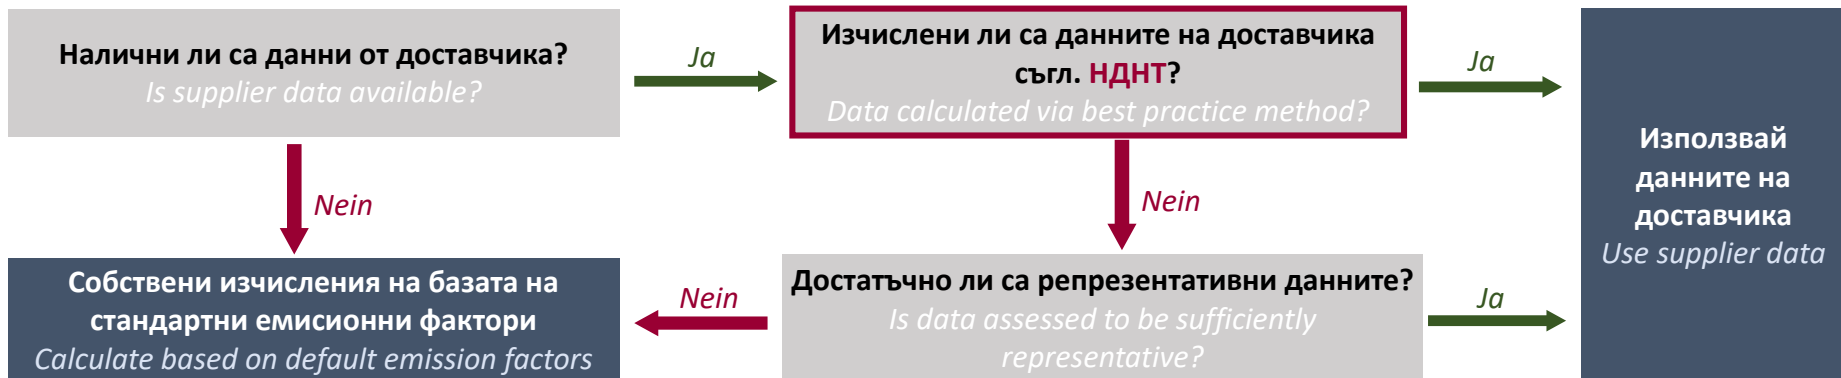 Налични ли са данни от доставчика?
Is supplier data available?
Ja
Изчислени ли са данните на доставчика
съгл. НДНТ?
Data calculated via best practice method?
Ja
Използвай
данните на
доставчика
Use supplier data
Nein
Nein
Собствени изчисления на базата на
стандартни емисионни фактори
Calculate based on default emission factors
Nein
Достатъчно ли са репрезентативни данните?
Is data assessed to be sufficiently
representative?
Ja